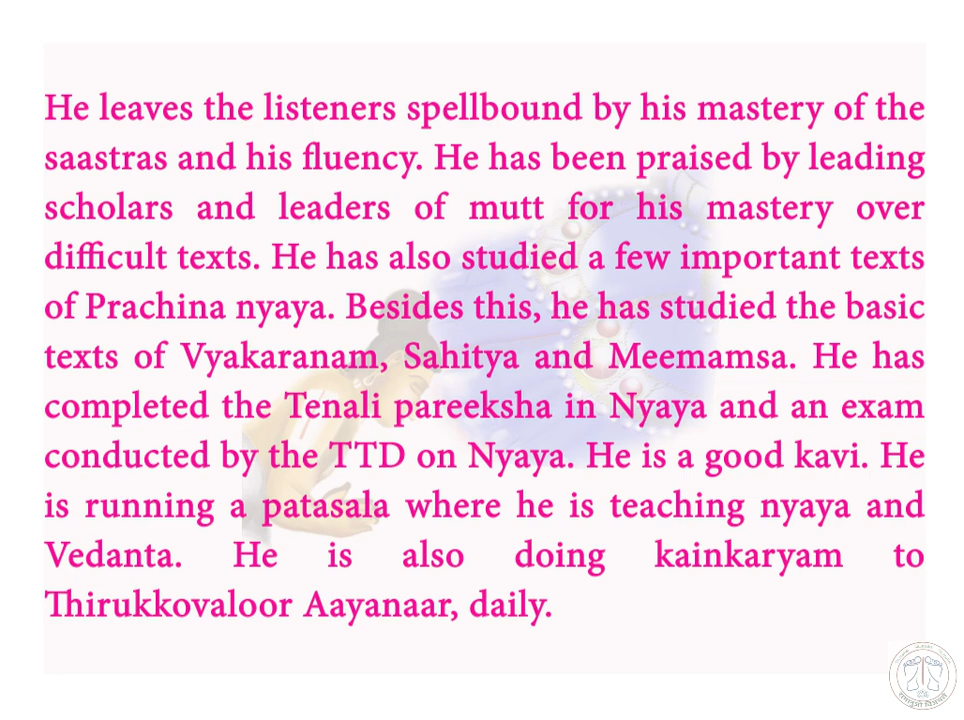 He leaves the listeners spellbound by his mastery of the
saastras and his fluency. He has been praised by leading
scholars and leaders of mutt for his mastery over
difficult texts. He has also studied a few important texts
of Prachina nyaya. Besides this, he has studied the basic
texts of Vyakaranam, Sahitya and Meemamsa. He has
completed the Tenali pareeksha in Nyaya and an exam
conducted by the TTD on Nyaya. He is a good kavi. He
is running a patasala where he is teaching nyaya and
Vedanta. He is also doing kainkaryam to
Thirukkovaloor Aayanaar, daily.